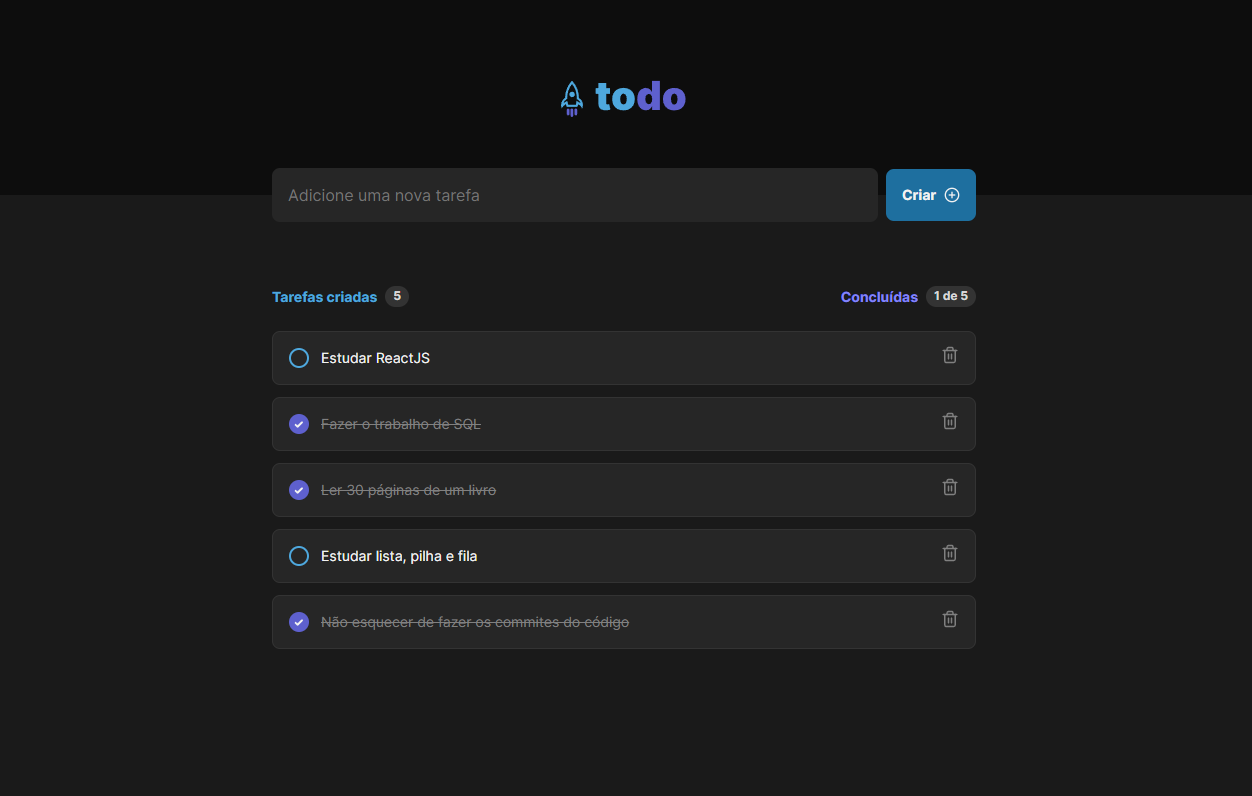 todo
Adicione uma nova tarefa
Criar
Tarefas criadas 5
Concluídas 1 de 5
Estudar ReactJS
Fazer o trabalho de SQL
Ler 30 páginas de um livro
Estudar lista, pilha e fila
Não esquecer de fazer os commites do código